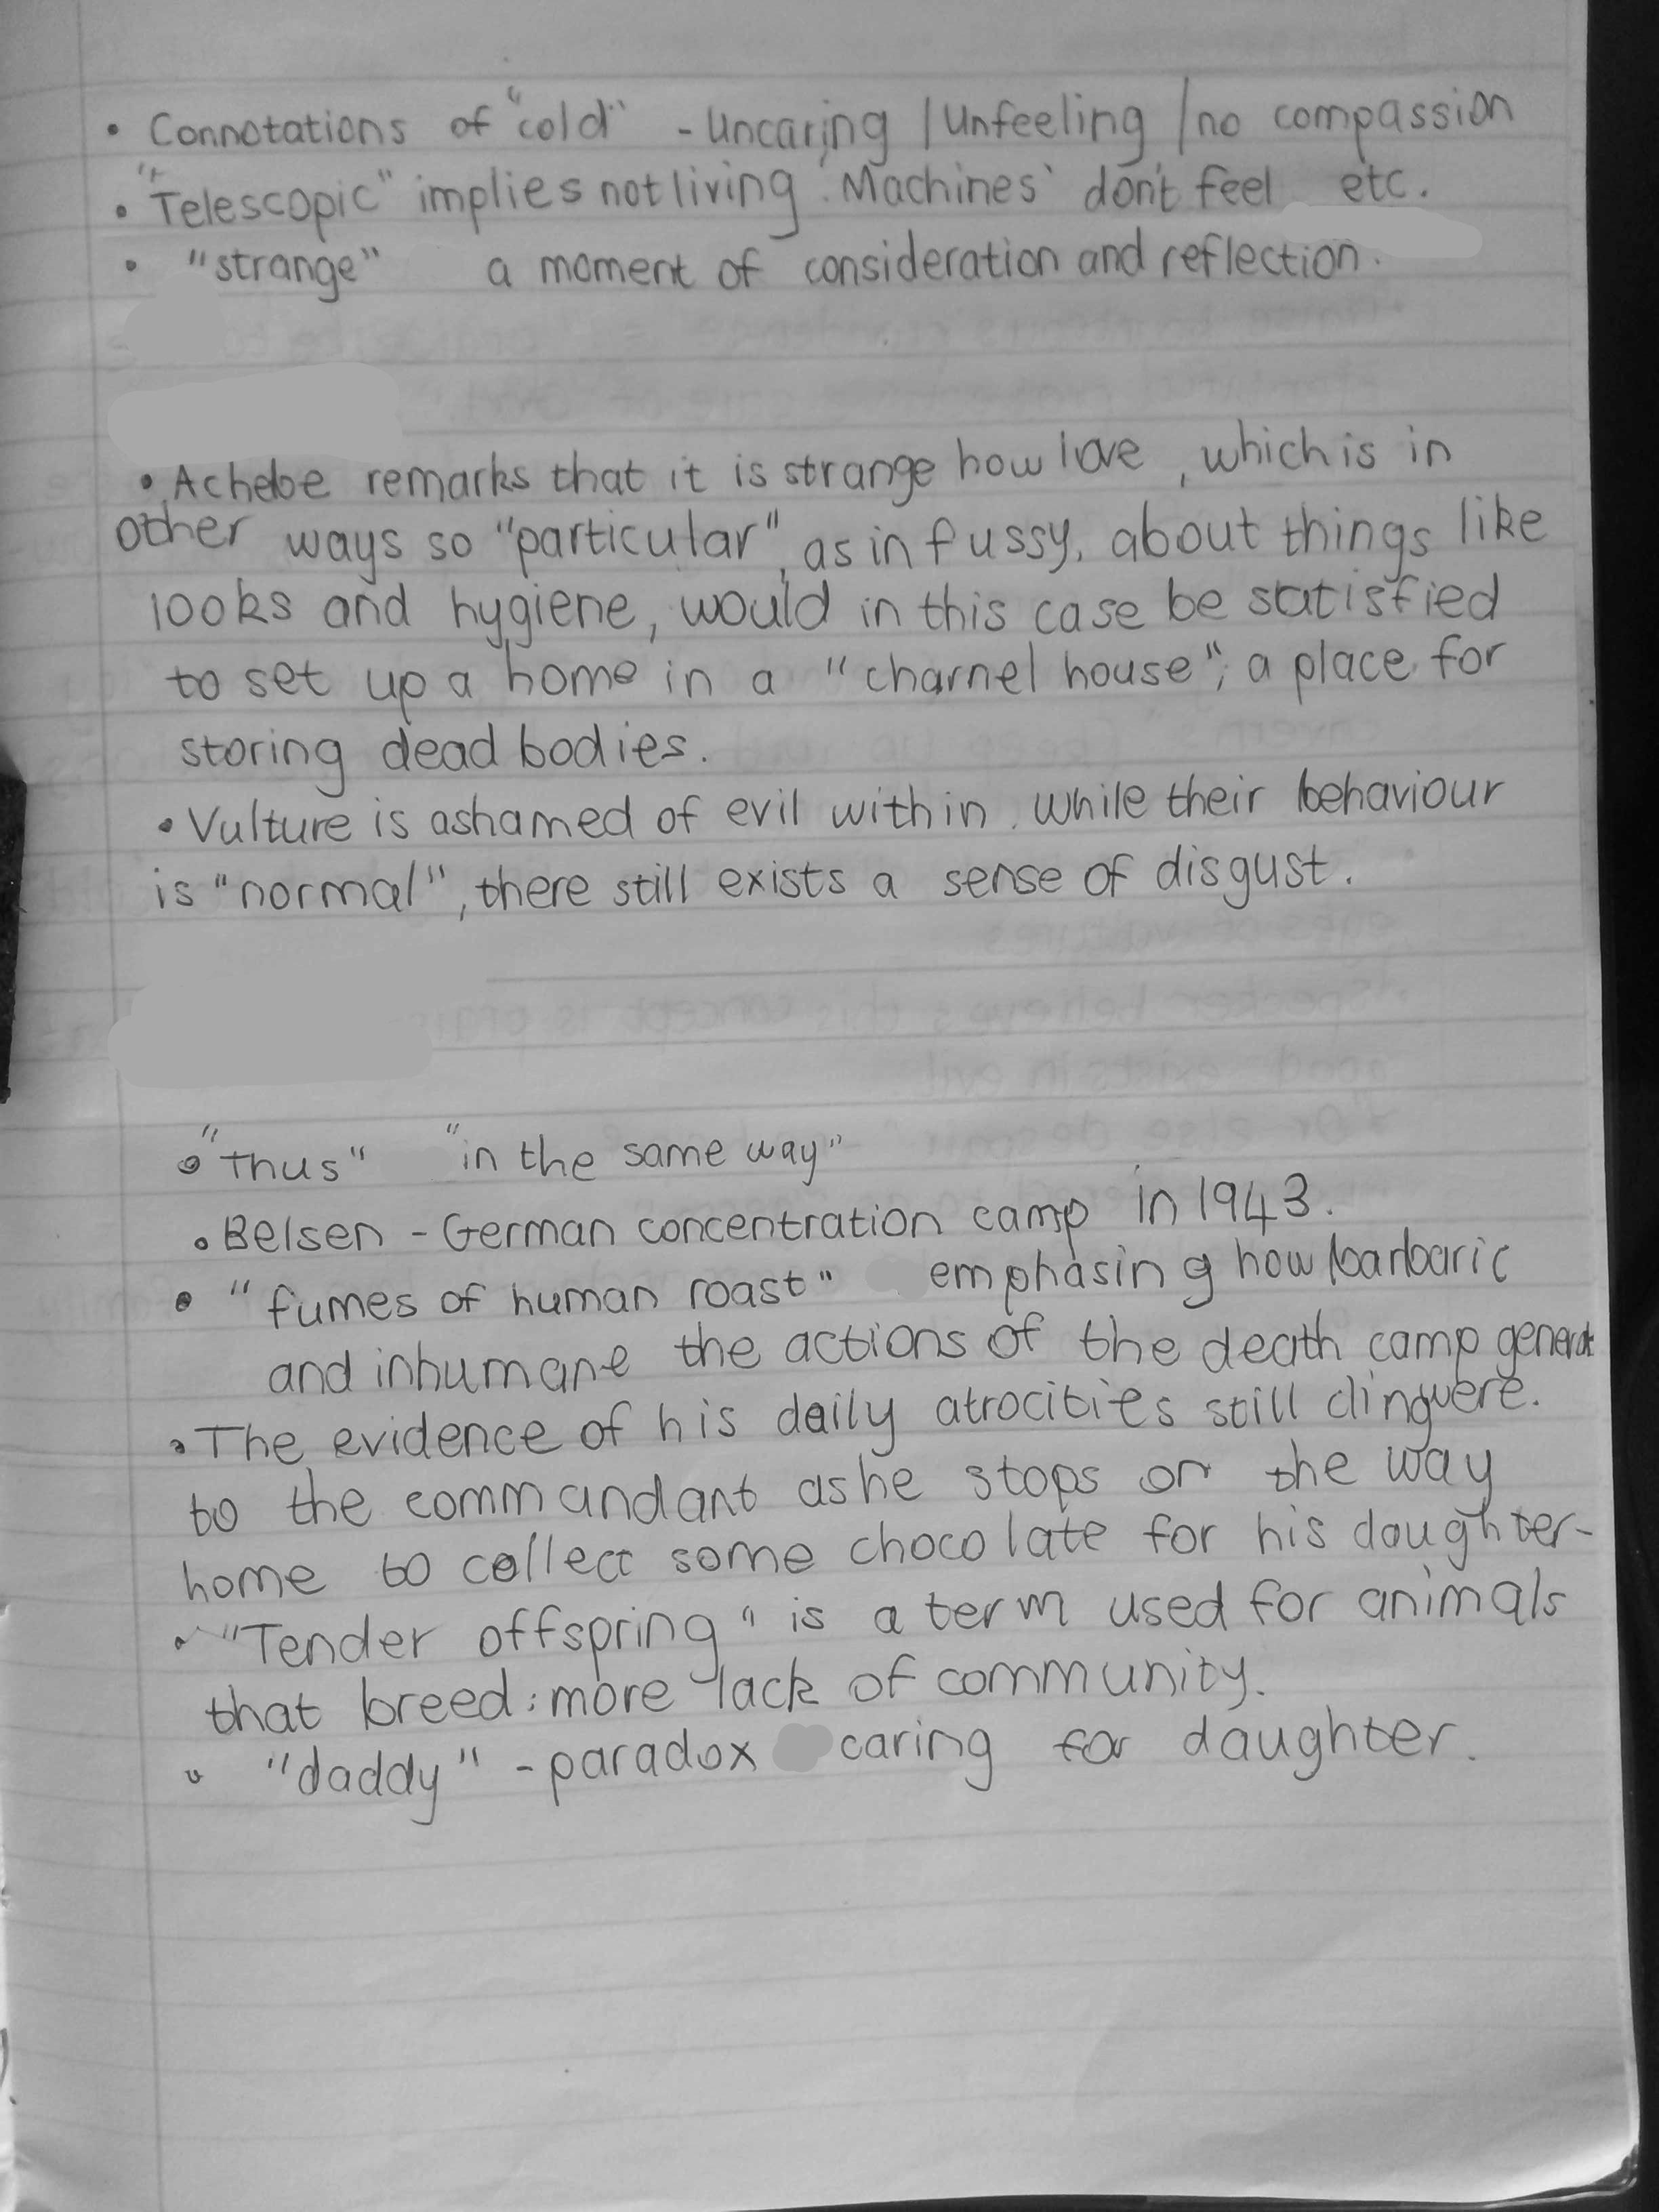 • Connotations of "cold" - Uncaring / Unfeeling / no compassion
• "Telescopic" implies not living. 'Machines' don't feel etc.
• "strange" a moment of consideration and reflection.
• Achebe remarks that it is strange how love, which is in
other ways so "particular", as in fussy, about things like
looks and hygiene, would in this case be satisfied
to set up a home in a "charnel house"; a place for
storing dead bodies.
• Vulture is ashamed of evil within. while their behaviour
is "normal", there still exists a sense of disgust.
• "Thus" "in the same way"
• Belsen - German concentration camp in 1943.
• "fumes of human roast" emphasing how barbaric
and inhumane the actions of the death camp general
were.
• The evidence of his daily atrocities still cling
to the commandant as he stops on the way
home to collect some chocolate for his daughter-
• "Tender offspring" is a term used for animals
that breed: more lack of community.
• "daddy" - paradox caring for daughter.